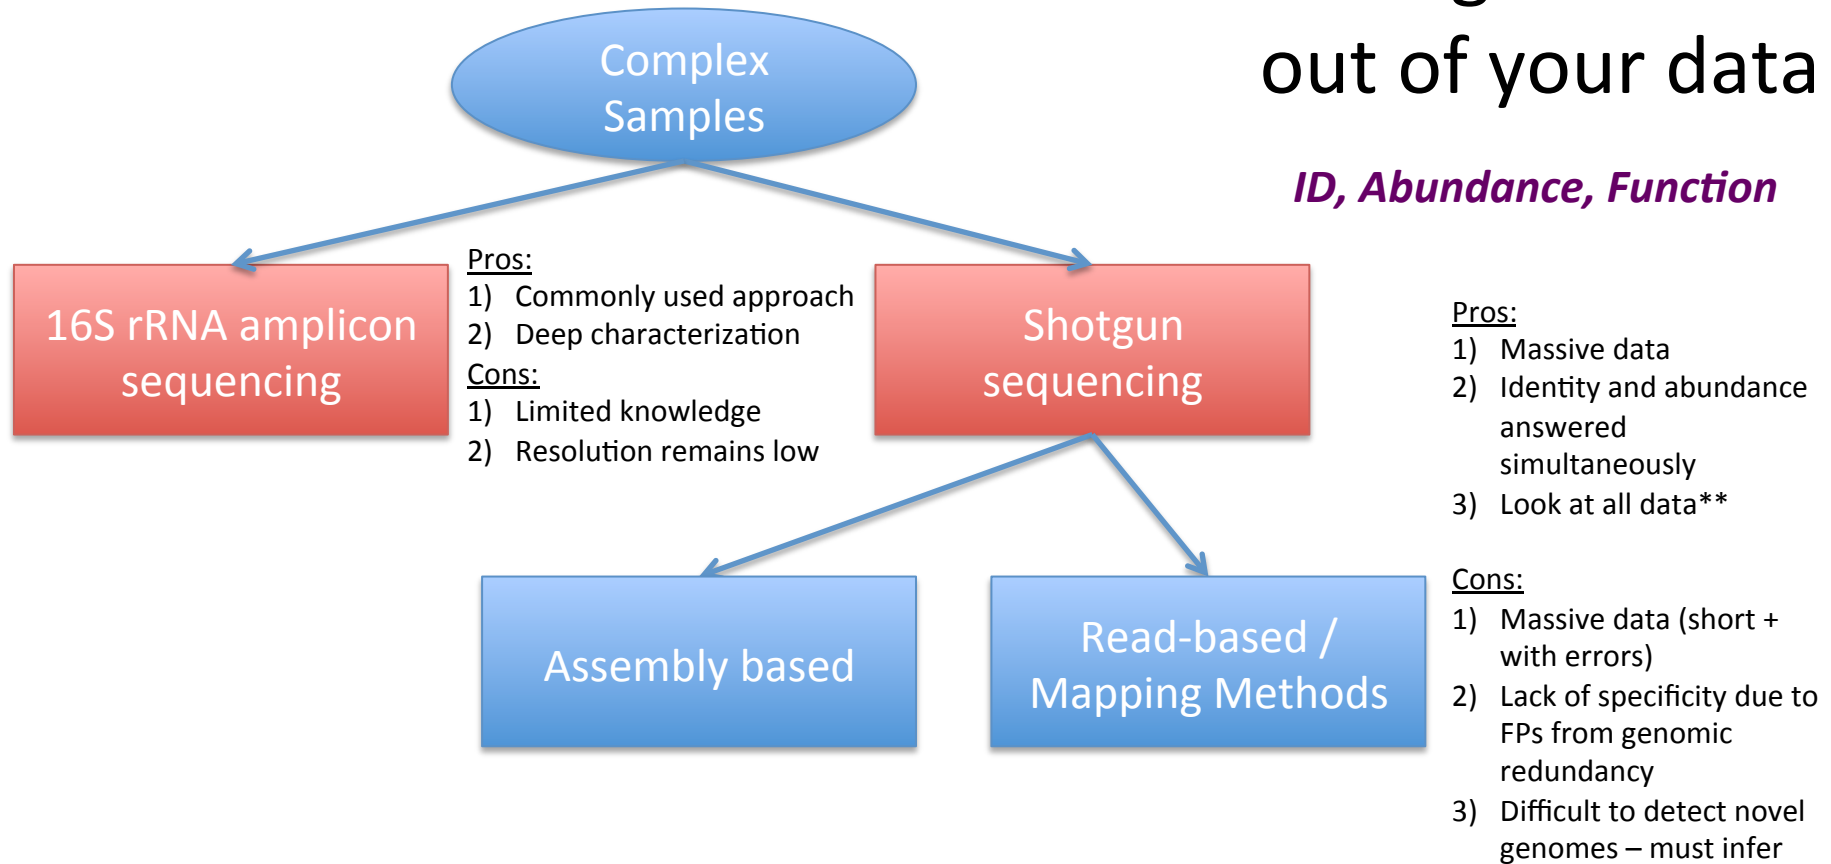 out of your data
ID, Abundance, Function
Complex
Samples
16S rRNA amplicon
sequencing
Pros:
1) Commonly used approach
2) Deep characterization
Cons:
1) Limited knowledge
2) Resolution remains low
Shotgun
sequencing
Pros:
1) Massive data
2) Identity and abundance
answered
simultaneously
3) Look at all data**
Cons:
1) Massive data (short +
with errors)
2) Lack of specificity due to
FPs from genomic
redundancy
3) Difficult to detect novel
genomes – must infer
Assembly based
Read-based /
Mapping Methods